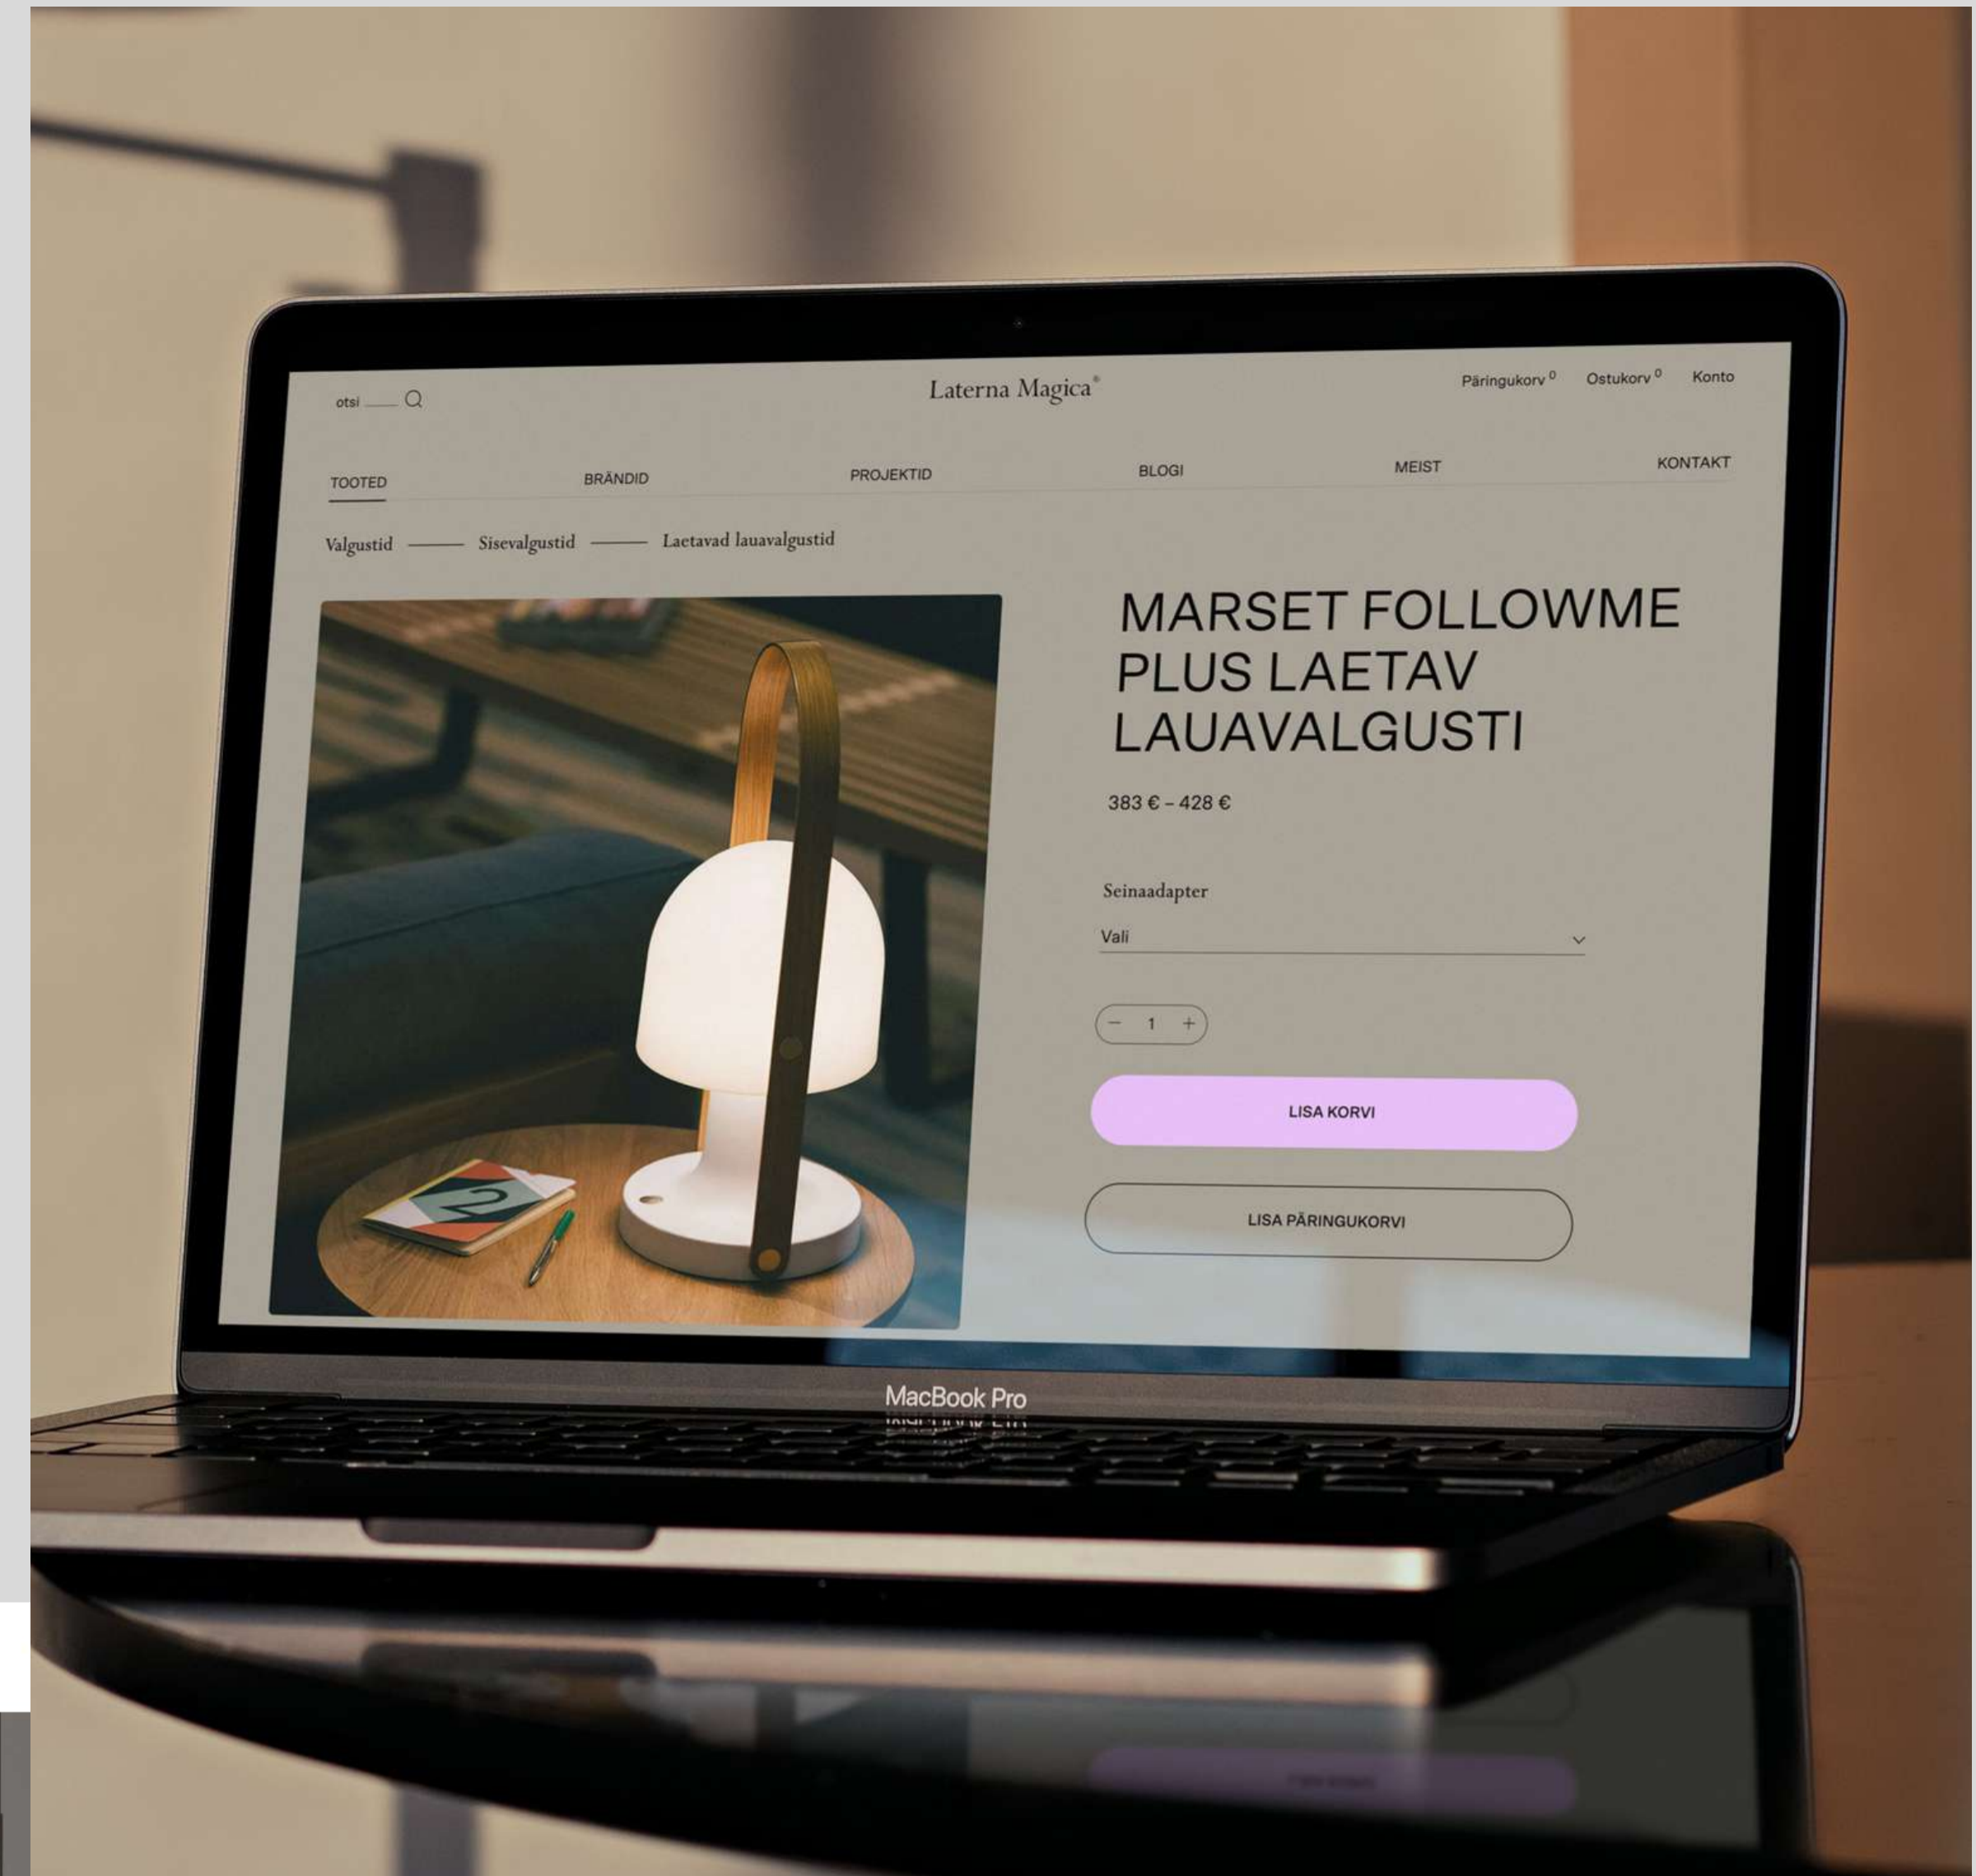 otsi
Laterna Magica®
Päringukorv 0
Ostukorv 0
Konto
TOOTED
BRÄNDID
PROJEKTID
BLOGI
MEIST
KONTAKT
Valgustid
Sisevalgustid
Laetavad lauavalgustid
MARSET FOLLOWME
PLUS LAETAV
LAUAVALGUSTI
383 € – 428 €
Seinaadapter
Vali
− 1 +
LISA KORVI
LISA PÄRINGUKORVI
2
MacBook Pro